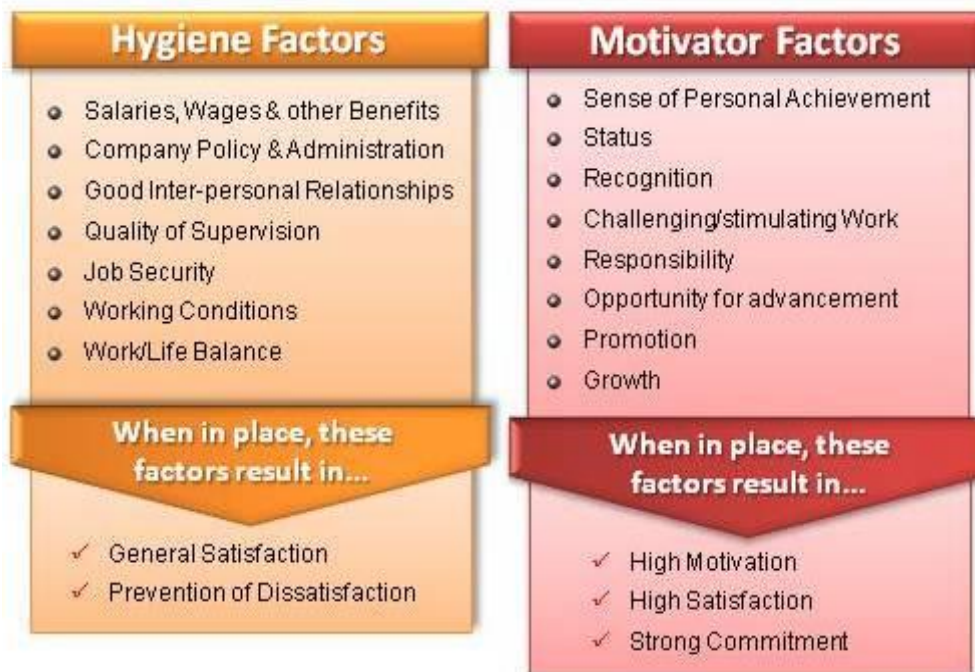 Hygiene Factors
Salaries, Wages & other Benefits
Company Policy & Administration
Good Inter-personal Relationships
Quality of Supervision
Job Security
Working Conditions
Work/Life Balance
When in place, these
factors result in...
General Satisfaction
Prevention of Dissatisfaction
Motivator Factors
Sense of Personal Achievement
Status
Recognition
Challenging/stimulating Work
Responsibility
Opportunity for advancement
Promotion
Growth
When in place, these
factors result in...
High Motivation
High Satisfaction
Strong Commitment